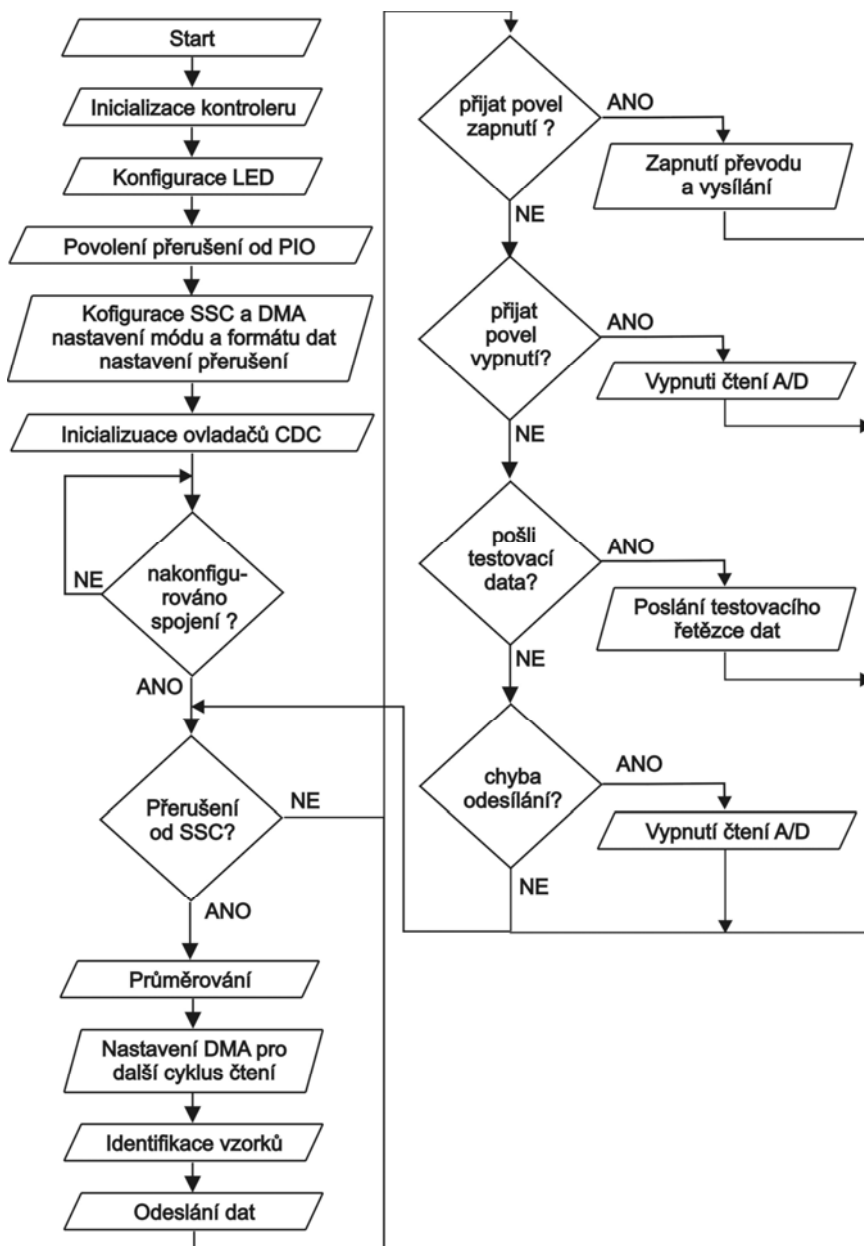 Start
Inicializace kontroleru
Konfigurace LED
Povolení přerušení od PIO
Kofigurace SSC a DMA
nastavení módu a formátu dat
nastavení přerušení
Inicializuace ovladačů CDC
NE
nakonfigu-
rováno
spojení ?
ANO
Přerušení
od SSC?
NE
ANO
Průměrování
Nastavení DMA pro
další cyklus čtení
Identifikace vzorků
Odeslání dat
přijat povel
zapnutí ?
ANO
Zapnutí převodu
a vysílání
NE
přijat
povel
vypnutí?
ANO
Vypnuti čtení A/D
NE
pošli
testovací
data?
ANO
Poslání testovacího
řetězce dat
NE
chyba
odesílání?
ANO
Vypnutí čtení A/D
NE